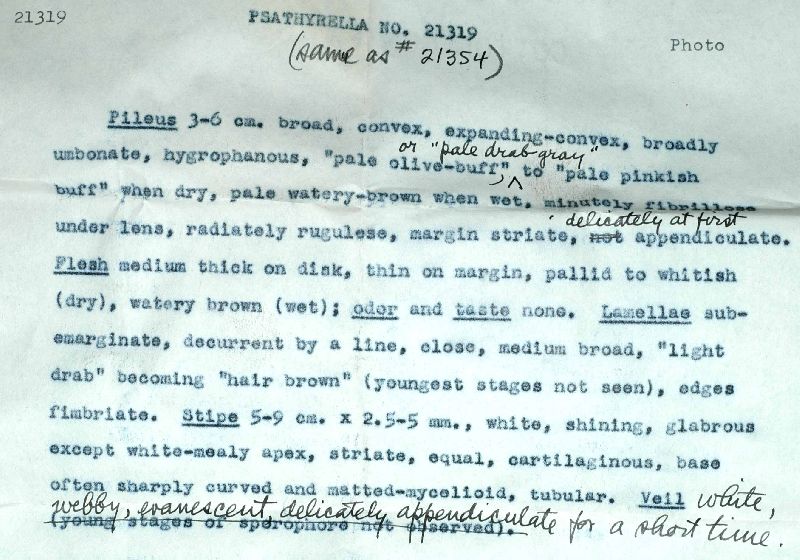 21319
PSATHYRELLA NO. 21319
(same as # 21354)
Photo
Pileus 3-6 cm. broad, convex, expanding-convex, broadly
or "pale drab gray"
umbonate, hygrophanous, "pale olive-buff", to "pale pinkish
buff" when dry, pale watery-brown when wet, minutely fibrillose
delicately at first
under lens, radiately rugulese, margin striate, not appendiculate.
Flesh medium thick on disk, thin on margin, pallid to whitish
(dry), watery brown (wet); odor and taste none. Lamellae sub-
emarginate, decurrent by a line, close, medium broad, "light
drab" becoming "hair brown" (youngest stages not seen), edges
fimbriate. Stipe 5-9 cm. x 2.5-5 mm., white, shining, glabrous
except white-mealy apex, striate, equal, cartilaginous, base
often sharply curved and matted-mycelioid, tubular. Veil white,
webby, evanescent, delicately appendiculate for a short time.
(young stages of sporophore not observed).